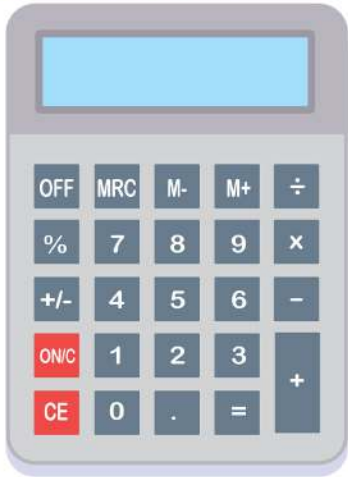 OFF MRC M- M+ ÷
% 7 8 9 ×
+/- 4 5 6 −
ON/C 1 2 3 +
CE 0 . =